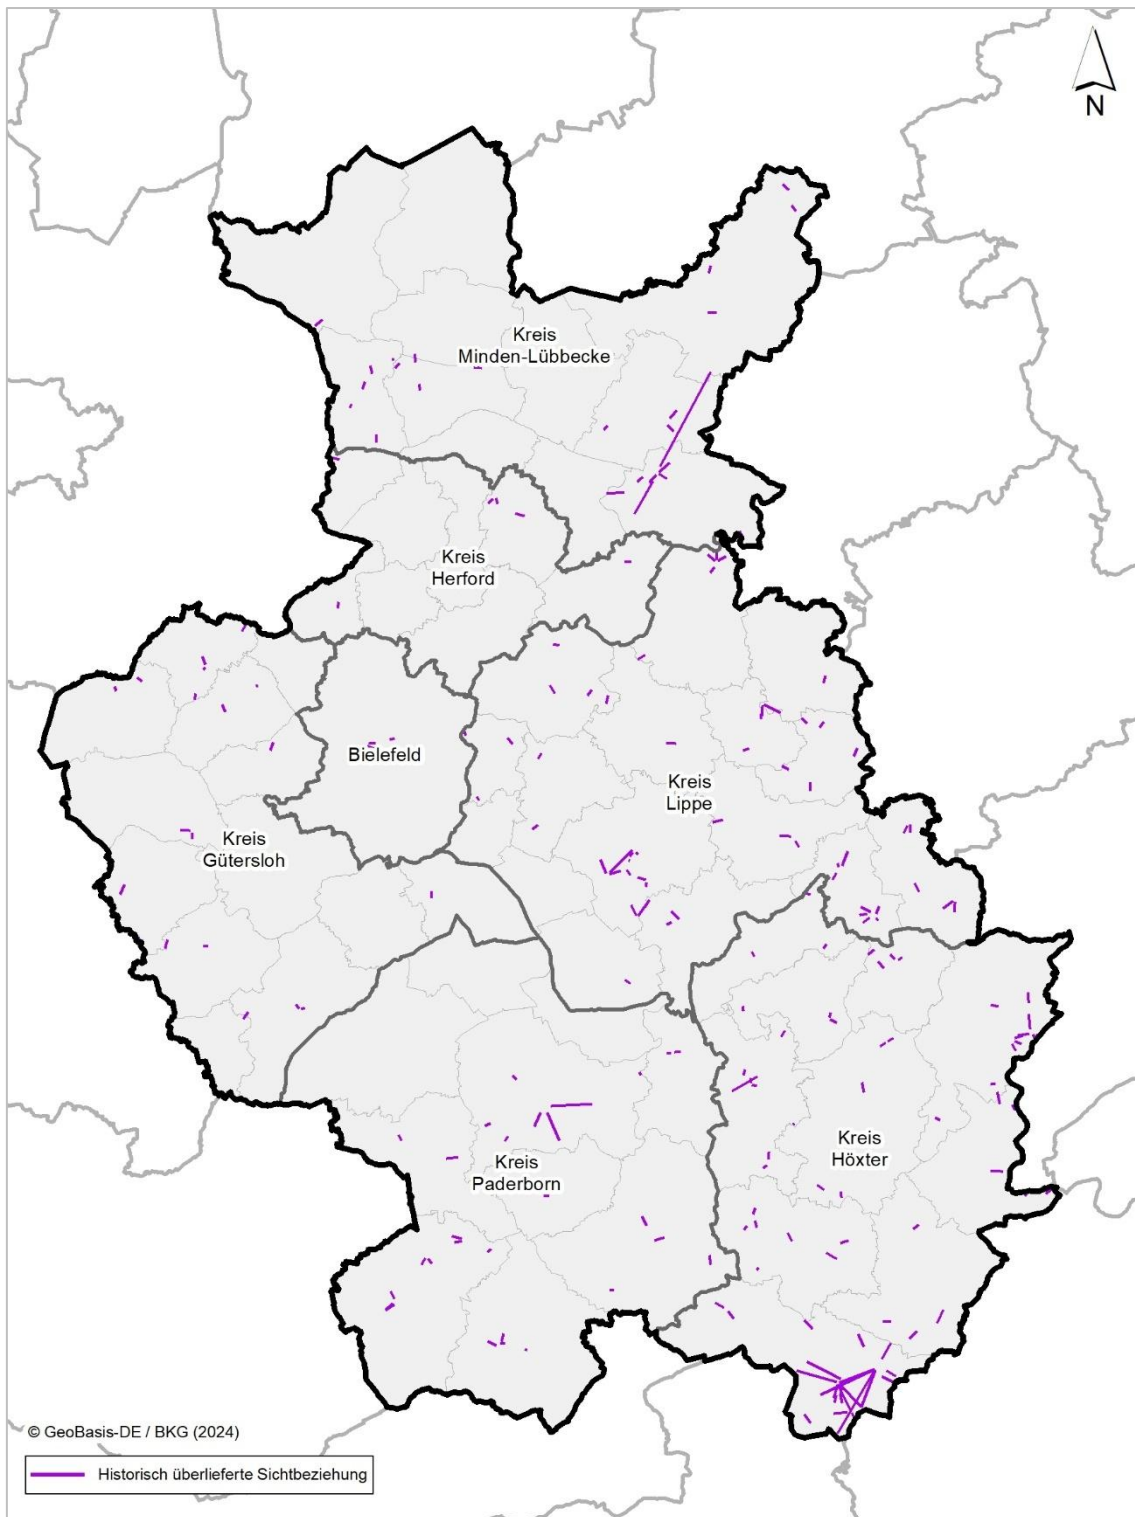 N
Kreis
Minden-Lübbecke
Kreis
Herford
Bielefeld
Kreis
Lippe
Kreis
Gütersloh
Kreis
Höxter
Kreis
Paderborn
© GeoBasis-DE / BKG (2024)
Historisch überlieferte Sichtbeziehung